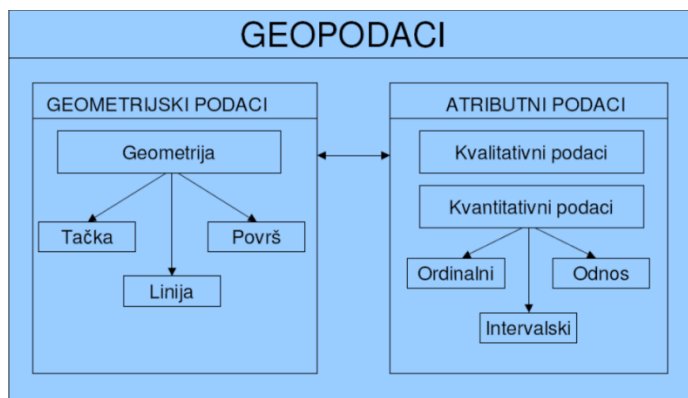 GEOPODACI
GEOMETRIJSKI PODACI
Geometrija
Tačka
Površ
Linija
ATRIBUTNI PODACI
Kvalitativni podaci
Kvantitativni podaci
Ordinalni
Odnos
Intervalski